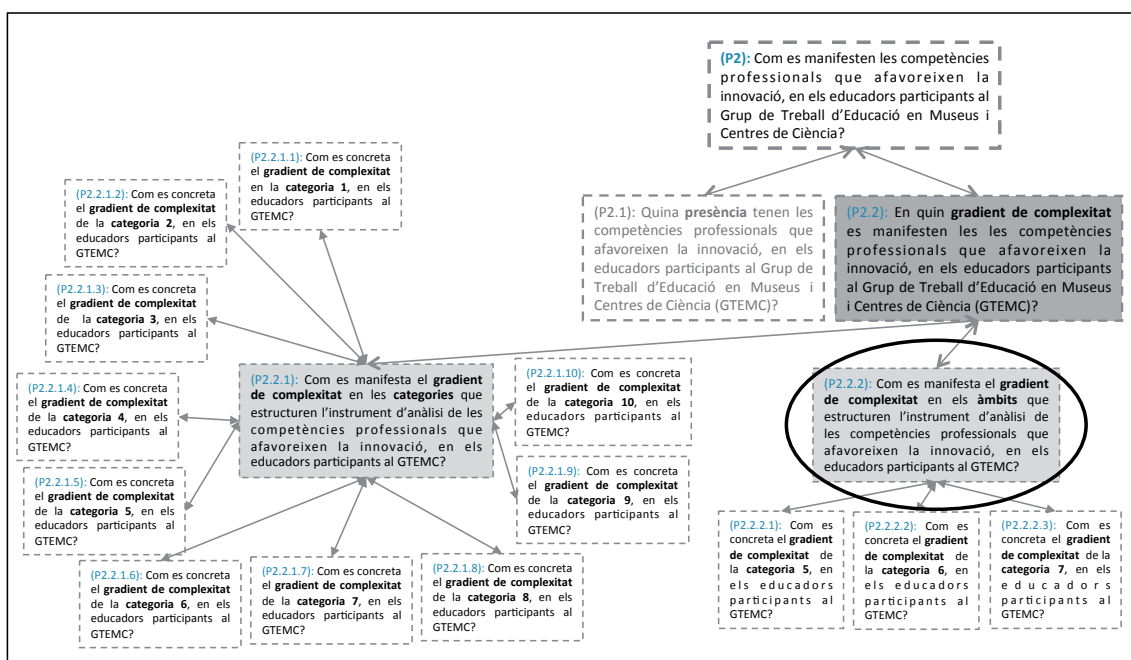 (P2): Com es manifesten les competències
professionals que afavoreixen la
innovació, en els educadors participants al
Grup de Treball d'Educació en Museus i
Centres de Ciència?
(P2.1): Quina presència tenen les
competències professionals que
afavoreixen la innovació, en els
educadors participants al Grup de
Treball d'Educació en Museus i
Centres de Ciència (GTEMC)?
(P2.2): En quin gradient de complexitat
es manifesten les les competències
professionals que afavoreixen la
innovació, en els educadors participants
al Grup de Treball d'Educació en Museus
i Centres de Ciència (GTEMC)?
(P2.2.1.1): Com es concreta
el gradient de complexitat
en la categoria 1, en els
educadors participants al
GTEMC?
(P2.2.1.2): Com es concreta
el gradient de complexitat
de la categoria 2, en els
educadors participants al
GTEMC?
(P2.2.1.3): Com es concreta
el gradient de complexitat
de la categoria 3, en els
educadors participants al
GTEMC?
(P2.2.1.4): Com es concreta
el gradient de complexitat
de la categoria 4, en els
educadors participants al
GTEMC?
(P2.2.1.5): Com es concreta
el gradient de complexitat
de la categoria 5, en els
educadors participants al
GTEMC?
(P2.2.1.6): Com es concreta
el gradient de complexitat
de la categoria 6, en els
educadors participants al
GTEMC?
(P2.2.1.7): Com es concreta
el gradient de complexitat
de la categoria 7, en els
educadors participants al
GTEMC?
(P2.2.1.8): Com es concreta
el gradient de complexitat
de la categoria 8, en els
educadors participants al
GTEMC?
(P2.2.1.9): Com es concreta
el gradient de complexitat
de la categoria 9, en els
educadors participants al
GTEMC?
(P2.2.1.10): Com es concreta
el gradient de complexitat
de la categoria 10, en els
educadors participants al
GTEMC?
(P2.2.1): Com es manifesta el gradient
de complexitat en les categories que
estructuren l'instrument d'anàlisi de les
competències professionals que
afavoreixen la innovació, en els
educadors participants al GTEMC?
(P2.2.2): Com es manifesta el gradient
de complexitat en els àmbits que
estructuren l'instrument d'anàlisi de
les competències professionals que
afavoreixen la innovació, en els
educadors participants al GTEMC?
(P2.2.2.1): Com es
concreta el gradient
de complexitat de
la categoria 5, en
els educadors
participants al
GTEMC?
(P2.2.2.2): Com es
concreta el gradient
de complexitat de
la categoria 6, en
els educadors
participants al
GTEMC?
(P2.2.2.3): Com es
concreta el gradient
de complexitat de la
categoria 7, en els
educadors
participants al
GTEMC?